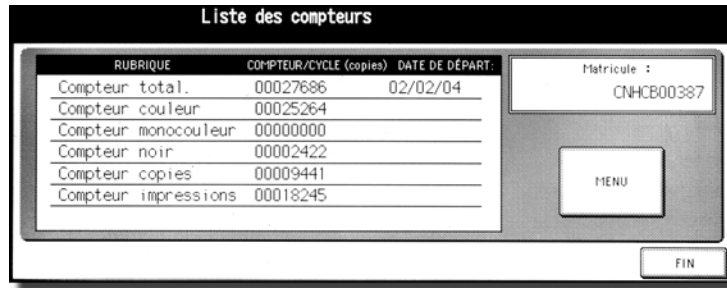 Liste des compteurs
RUBRIQUE COMPTEUR/CYCLE (copies) DATE DE DÉPART:
Compteur total. 00027686 02/02/04
Compteur couleur 00025264
Compteur monocouleur 00000000
Compteur noir 00002422
Compteur copies 00009441
Compteur impressions 00018245
Matricule :
CNHCB00387
MENU
FIN